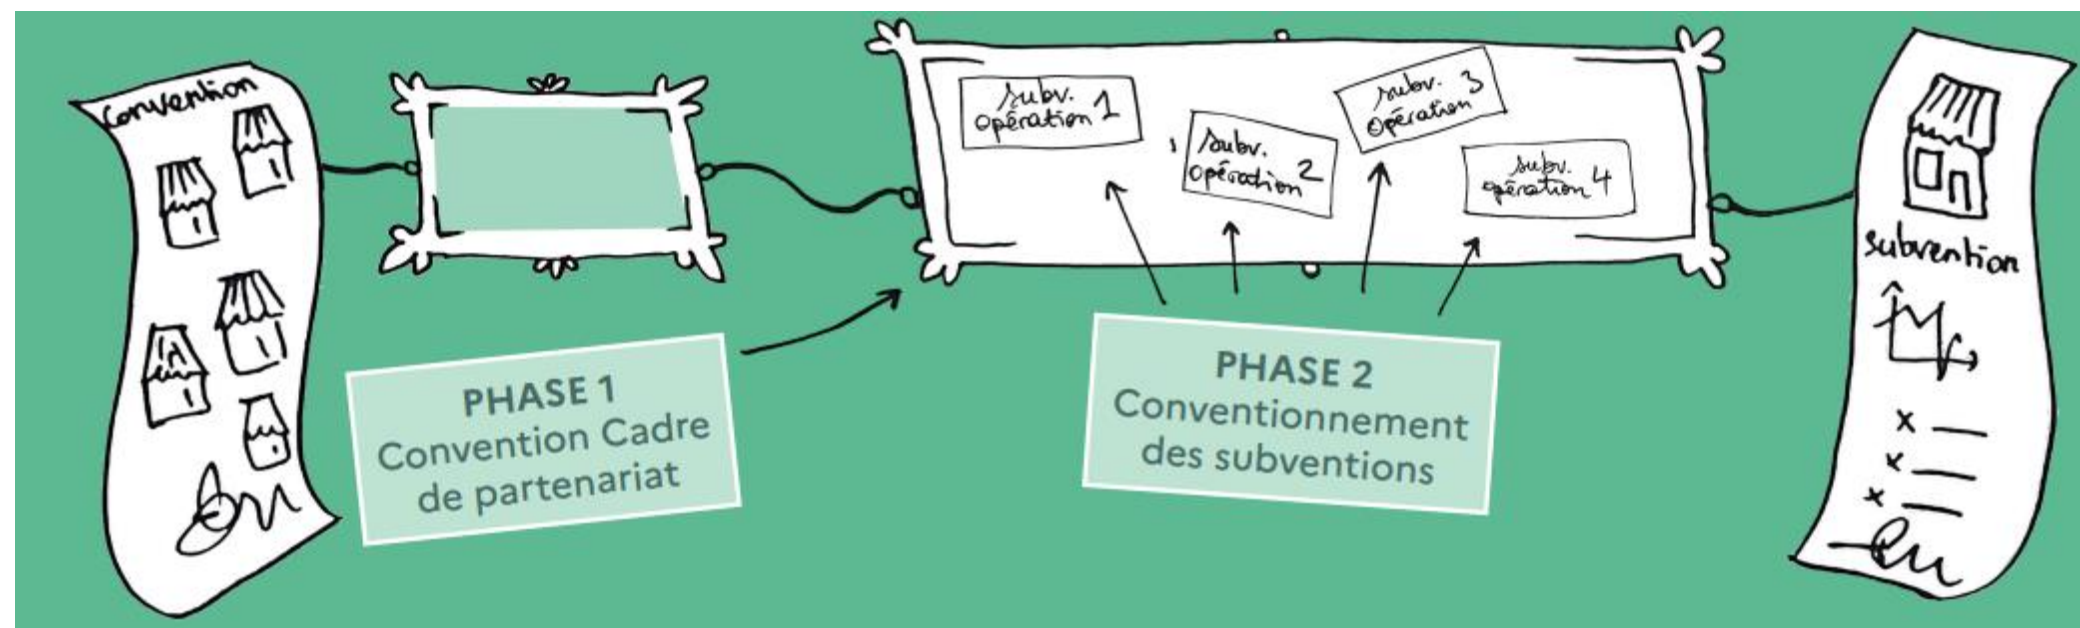 Convention
PHASE 1
Convention Cadre
de partenariat
subv.
opération 1
subv.
opération 2
subv. 3
opération
subv.
opération 4
PHASE 2
Conventionnement
des subventions
subvention